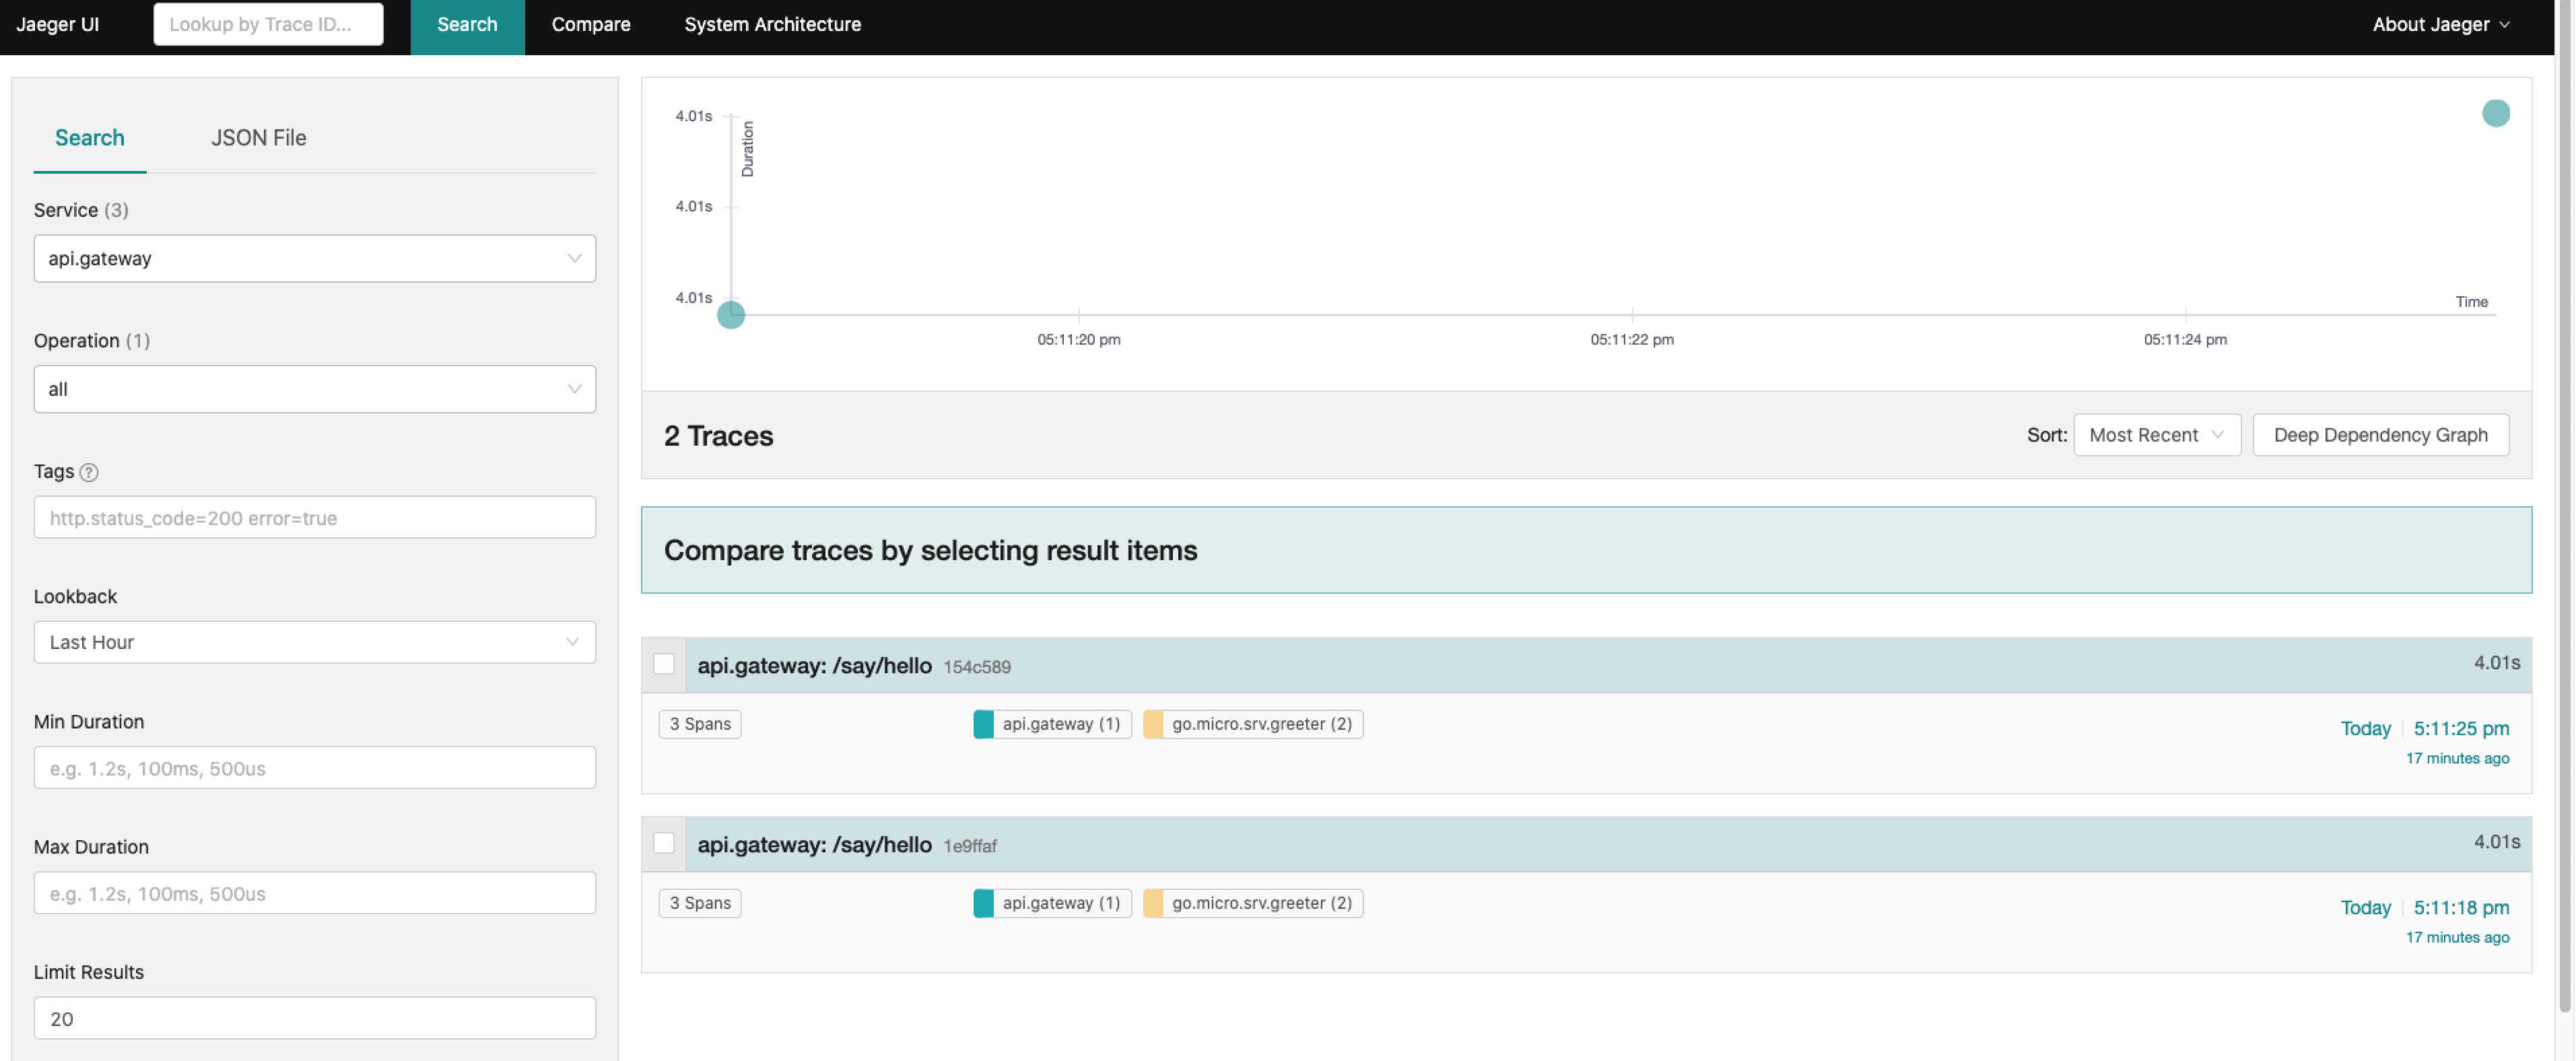 Jaeger UI
Lookup by Trace ID...
Search
Compare
System Architecture
About Jaeger
Search
JSON File
Service (3)
api.gateway
Operation (1)
all
Tags ?
http.status_code=200 error=true
Lookback
Last Hour
Min Duration
e.g. 1.2s, 100ms, 500us
Max Duration
e.g. 1.2s, 100ms, 500us
Limit Results
20
4.01s
Duration
4.01s
4.01s
Time
05:11:20 pm
05:11:22 pm
05:11:24 pm
2 Traces
Sort: Most Recent
Deep Dependency Graph
Compare traces by selecting result items
api.gateway: /say/hello 154c589
4.01s
3 Spans
api.gateway (1)
go.micro.srv.greeter (2)
Today 5:11:25 pm
17 minutes ago
api.gateway: /say/hello 1e9ffaf
4.01s
3 Spans
api.gateway (1)
go.micro.srv.greeter (2)
Today 5:11:18 pm
17 minutes ago